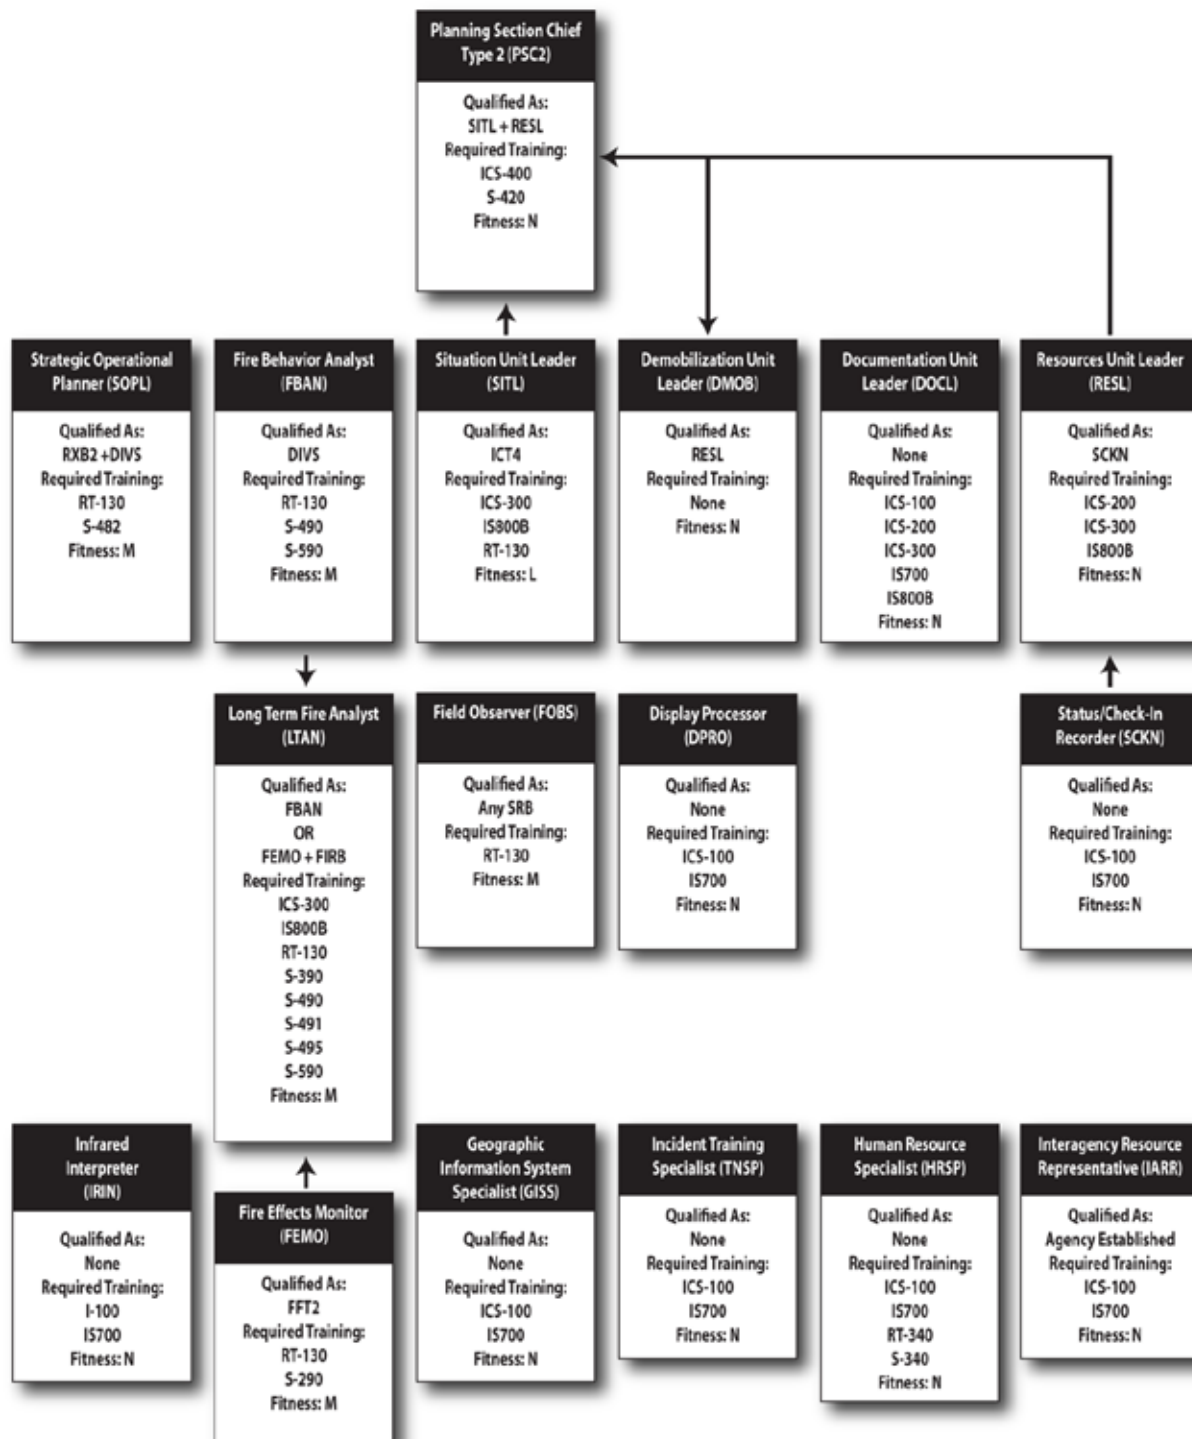 Planning Section Chief
Type 2 (PSC2)
Qualified As:
SITL + RESL
Required Training:
ICS-400
S-420
Fitness: N
Strategic Operational
Planner (SOPL)
Qualified As:
RXB2 +DIVS
Required Training:
RT-130
S-482
Fitness: M
Fire Behavior Analyst
(FBAN)
Qualified As:
DIVS
Required Training:
RT-130
S-490
S-590
Fitness: M
Situation Unit Leader
(SITL)
Qualified As:
ICT4
Required Training:
ICS-300
IS800B
RT-130
Fitness: L
Demobilization Unit
Leader (DMOB)
Qualified As:
RESL
Required Training:
None
Fitness: N
Documentation Unit
Leader (DOCL)
Qualified As:
None
Required Training:
ICS-100
ICS-200
ICS-300
IS700
IS800B
Fitness: N
Resources Unit Leader
(RESL)
Qualified As:
SCKN
Required Training:
ICS-200
ICS-300
IS800B
Fitness: N
Long Term Fire Analyst
(LTAN)
Qualified As:
FBAN
OR
FEMO + FIRB
Required Training:
ICS-300
IS800B
RT-130
S-390
S-490
S-491
S-495
S-590
Fitness: M
Field Observer (FOBS)
Qualified As:
Any SRB
Required Training:
RT-130
Fitness: M
Display Processor
(DPRO)
Qualified As:
None
Required Training:
ICS-100
IS700
Fitness: N
Status/Check-In
Recorder (SCKN)
Qualified As:
None
Required Training:
ICS-100
IS700
Fitness: N
Infrared
Interpreter
(IRIN)
Qualified As:
None
Required Training:
I-100
IS700
Fitness: N
Fire Effects Monitor
(FEMO)
Qualified As:
FFT2
Required Training:
RT-130
S-290
Fitness: M
Geographic
Information System
Specialist (GISS)
Qualified As:
None
Required Training:
ICS-100
IS700
Fitness: N
Incident Training
Specialist (TNSP)
Qualified As:
None
Required Training:
ICS-100
IS700
Fitness: N
Human Resource
Specialist (HRSP)
Qualified As:
None
Required Training:
ICS-100
IS700
RT-340
S-340
Fitness: N
Interagency Resource
Representative (IARR)
Qualified As:
Agency Established
Required Training:
ICS-100
IS700
Fitness: N